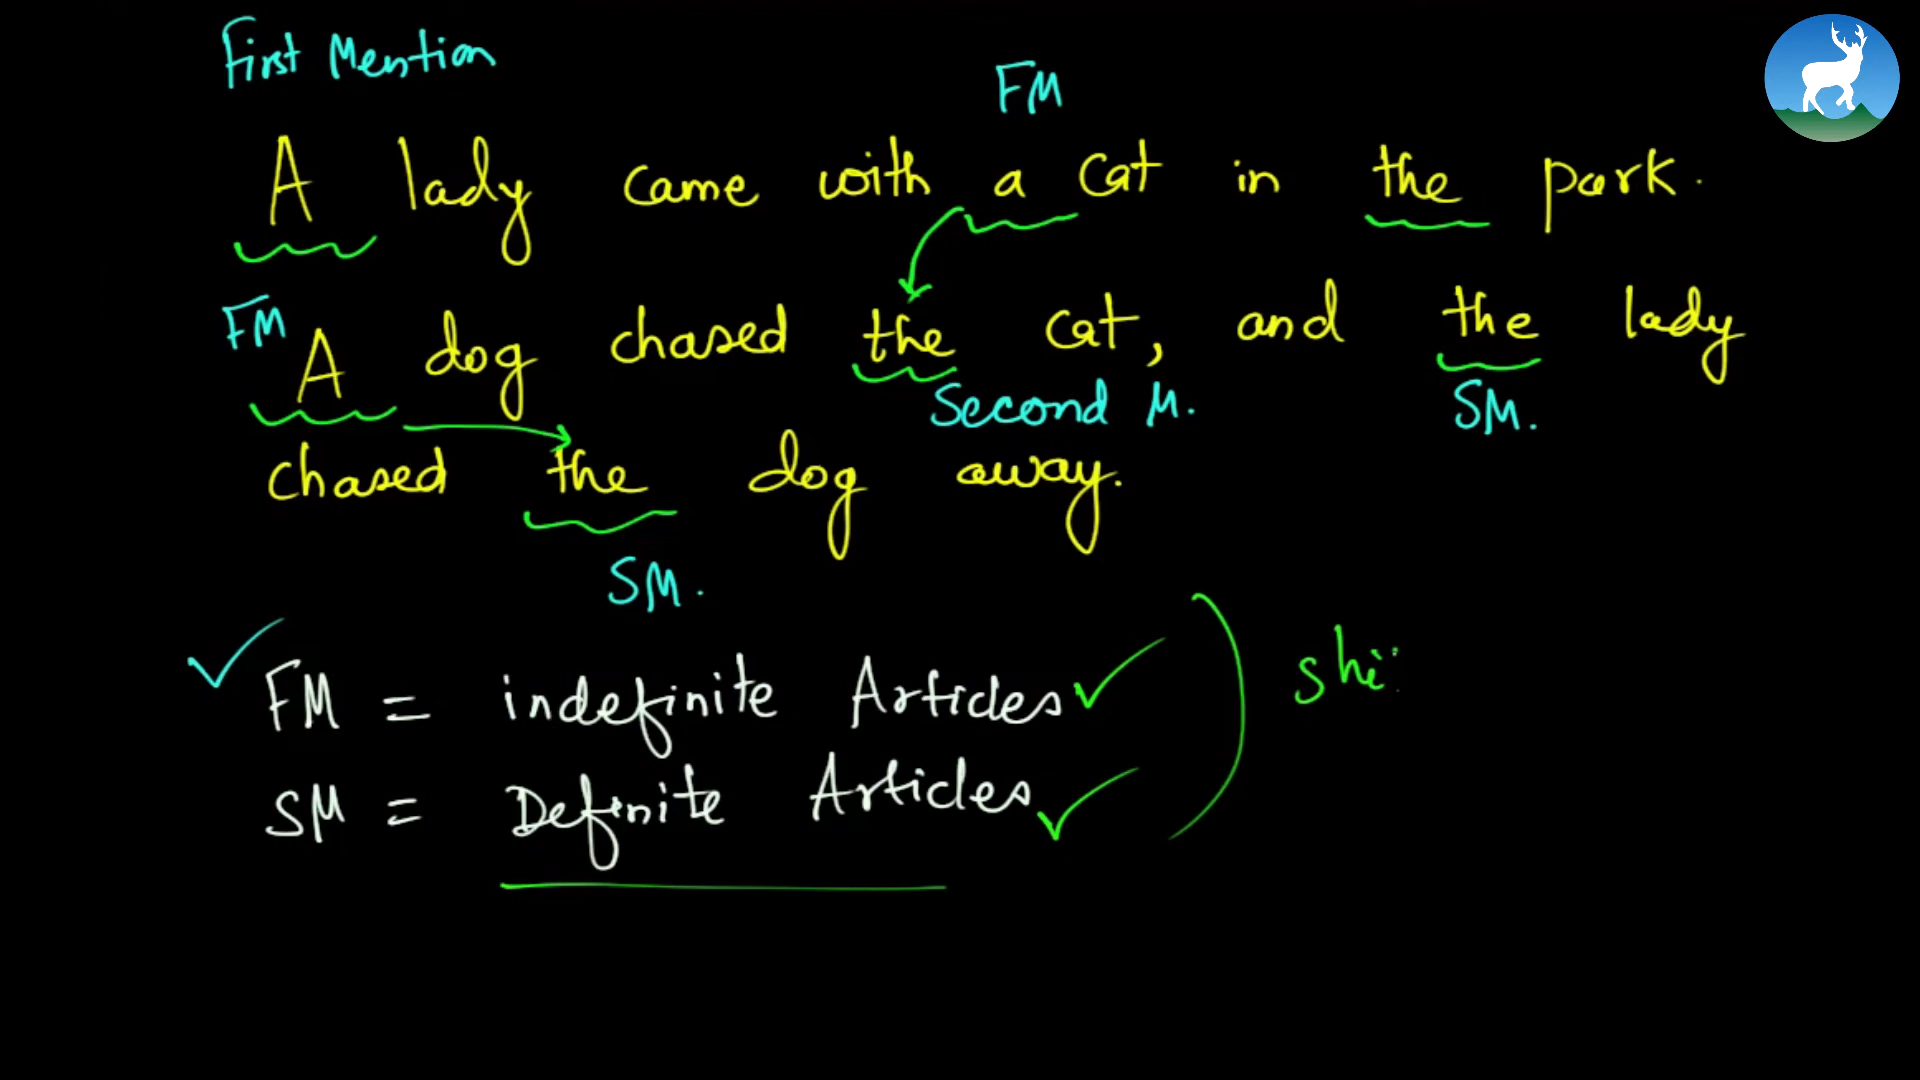 First Mention
FM
A lady came with a cat in the park.
FM
A dog chased the cat, and the lady
Second M.
SM.
chased the dog away.
SM.
FM = indefinite Articles
SM = Definite Articles
shi